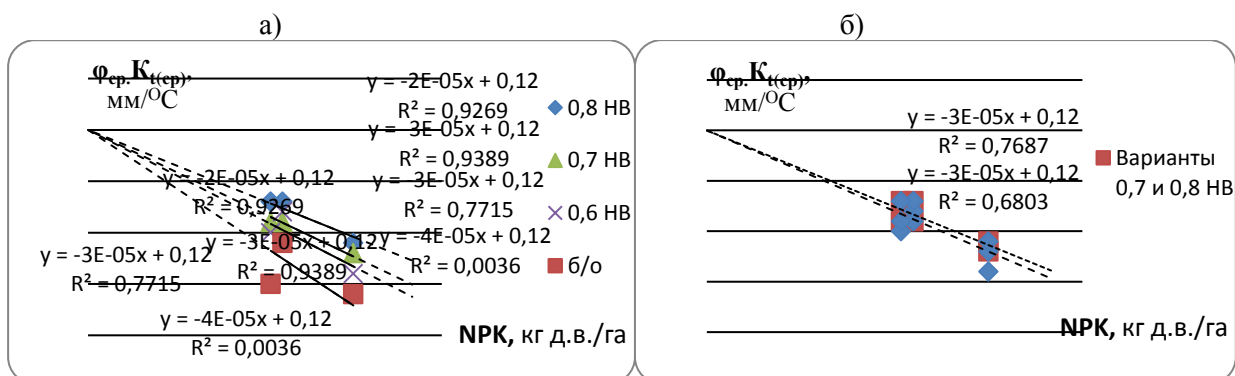 а)
б)
φср.Kt(ср),
мм/ᴼC
y = -2E-05x + 0,12
R² = 0,9269
y = -3E-05x + 0,12
R² = 0,9389
y = -3E-05x + 0,12
R² = 0,7715
y = -4E-05x + 0,12
R² = 0,0036
y = -2E-05x + 0,12
R² = 0,9269
y = -3E-05x + 0,12
R² = 0,9389
y = -3E-05x + 0,12
R² = 0,7715
y = -4E-05x + 0,12
R² = 0,0036
0,8 НВ
0,7 НВ
0,6 НВ
б/о
NPK, кг д.в./га
φср.Kt(ср),
мм/ᴼC
y = -3E-05x + 0,12
R² = 0,7687
y = -3E-05x + 0,12
R² = 0,6803
Варианты
0,7 и 0,8 НВ
NPK, кг д.в./га